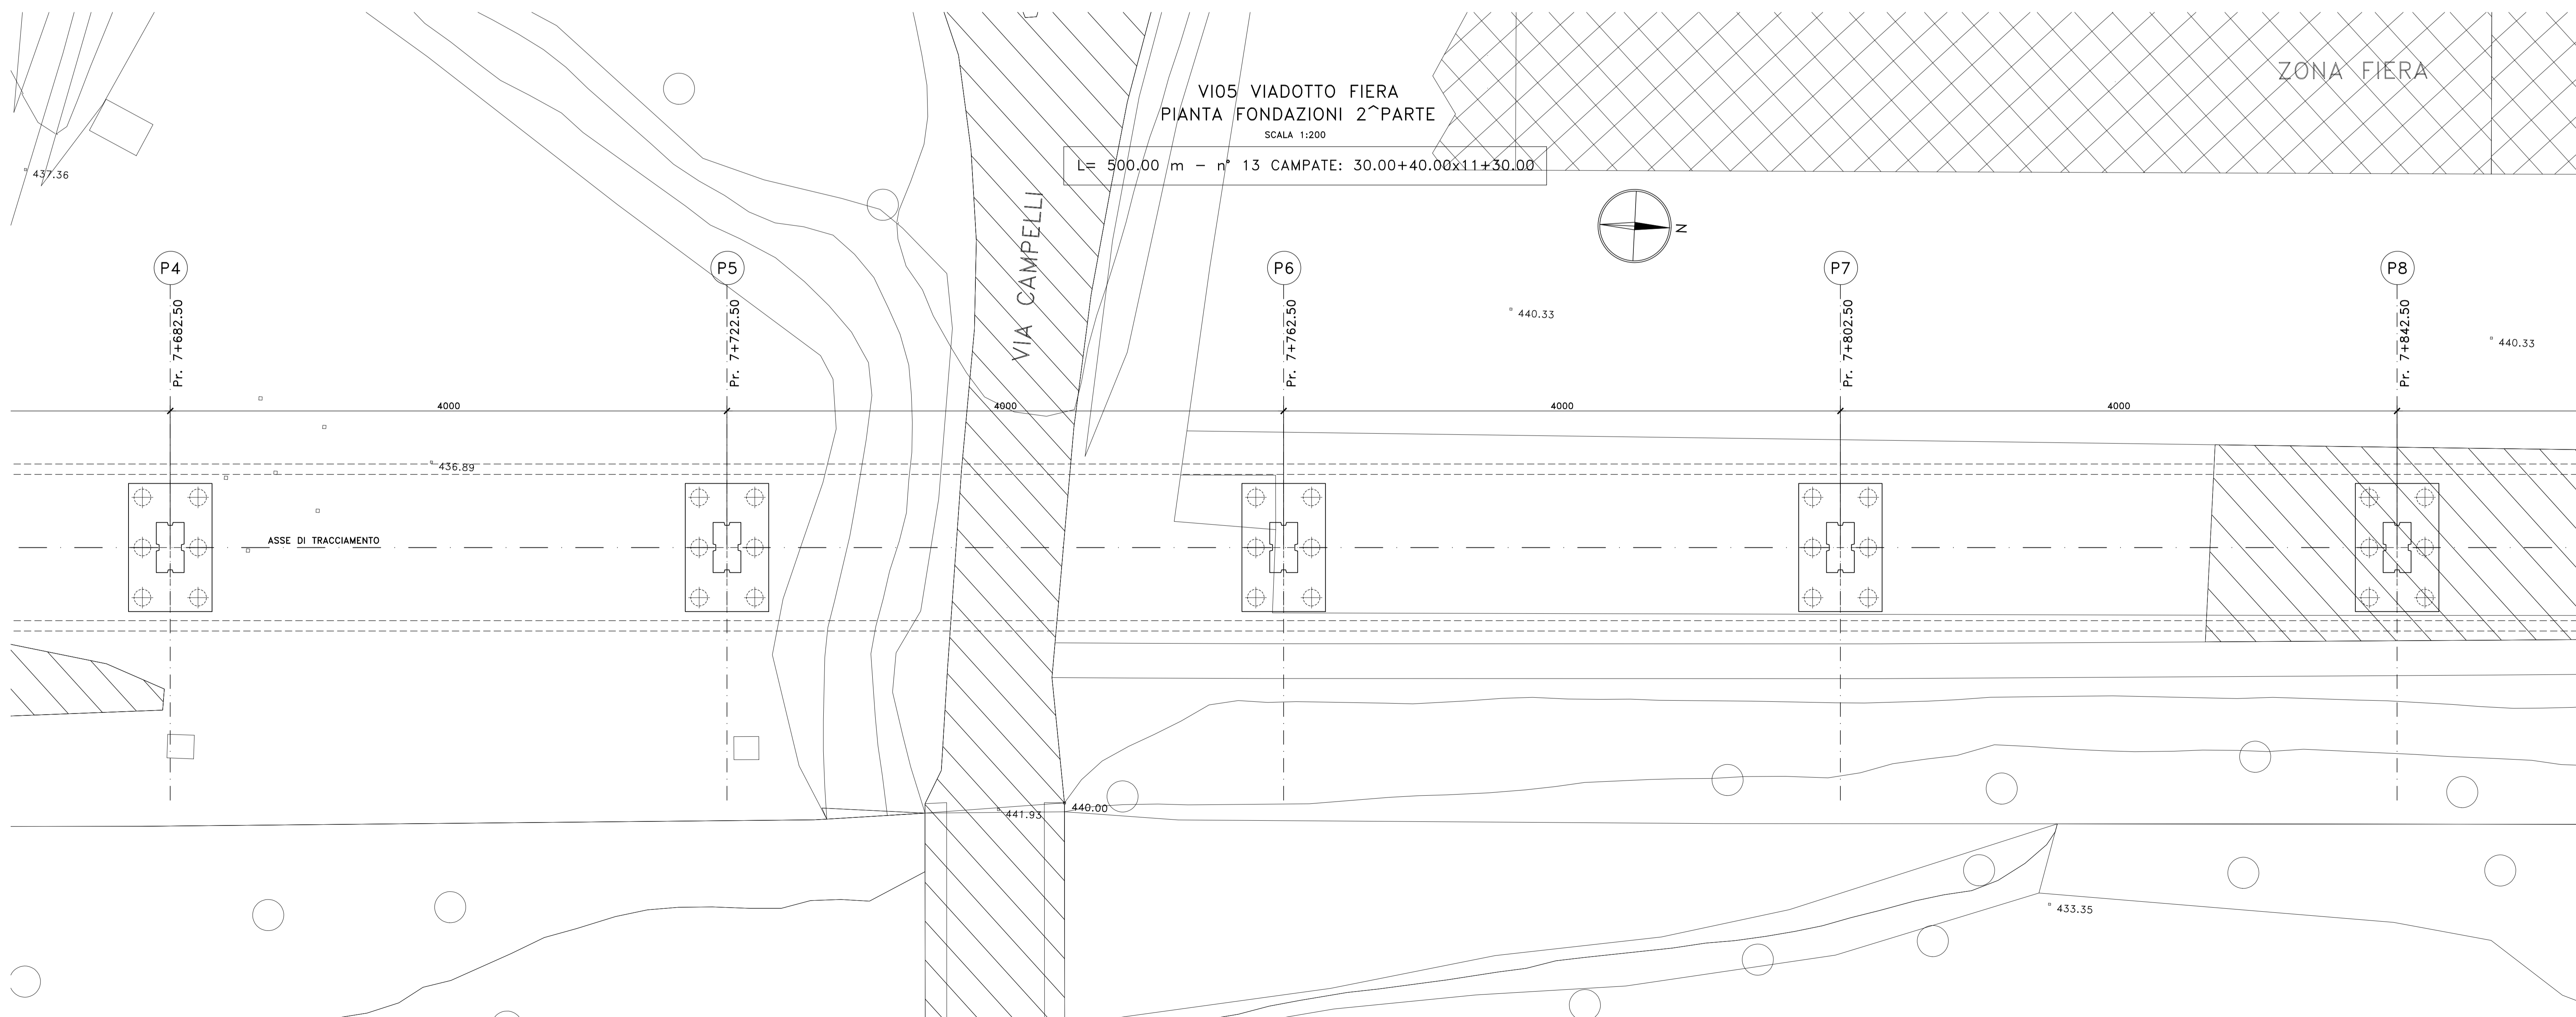 ZONA FIERA
VI05 VIADOTTO FIERA
PIANTA FONDAZIONI 2^PARTE
SCALA 1:200
L= 500.00 m - n° 13 CAMPATE: 30.00+40.00x11+30.00
437.36
VIA CAMPELLI
N
P4
P5
P6
P7
P8
Pr. 7+682.50
Pr. 7+722.50
Pr. 7+762.50
Pr. 7+802.50
Pr. 7+842.50
440.33
440.33
4000
4000
4000
4000
436.89
ASSE DI TRACCIAMENTO
441.93
440.00
433.35